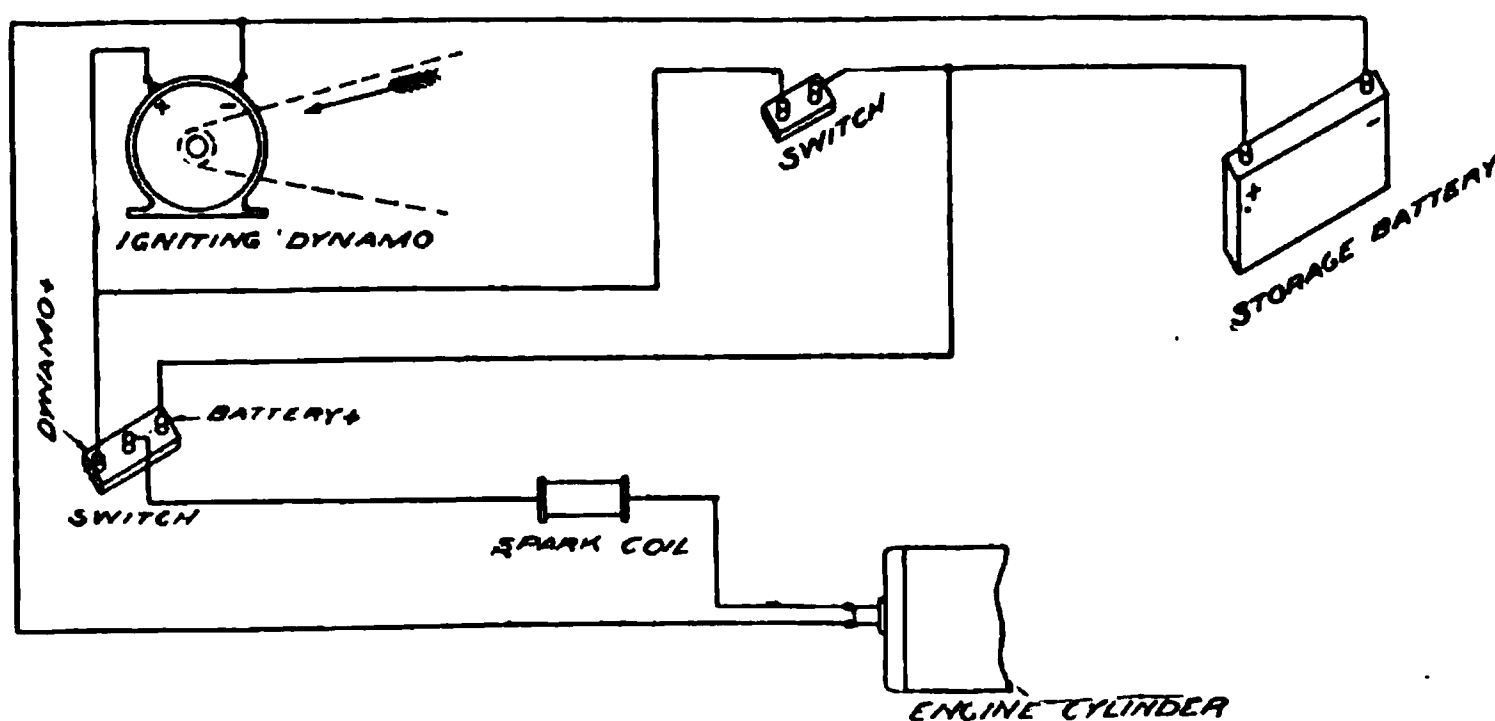 + −
SWITCH
+ −
STORAGE BATTERY
IGNITING DYNAMO
DYNAMO+
BATTERY+
SWITCH
SPARK COIL
ENGINE CYLINDER